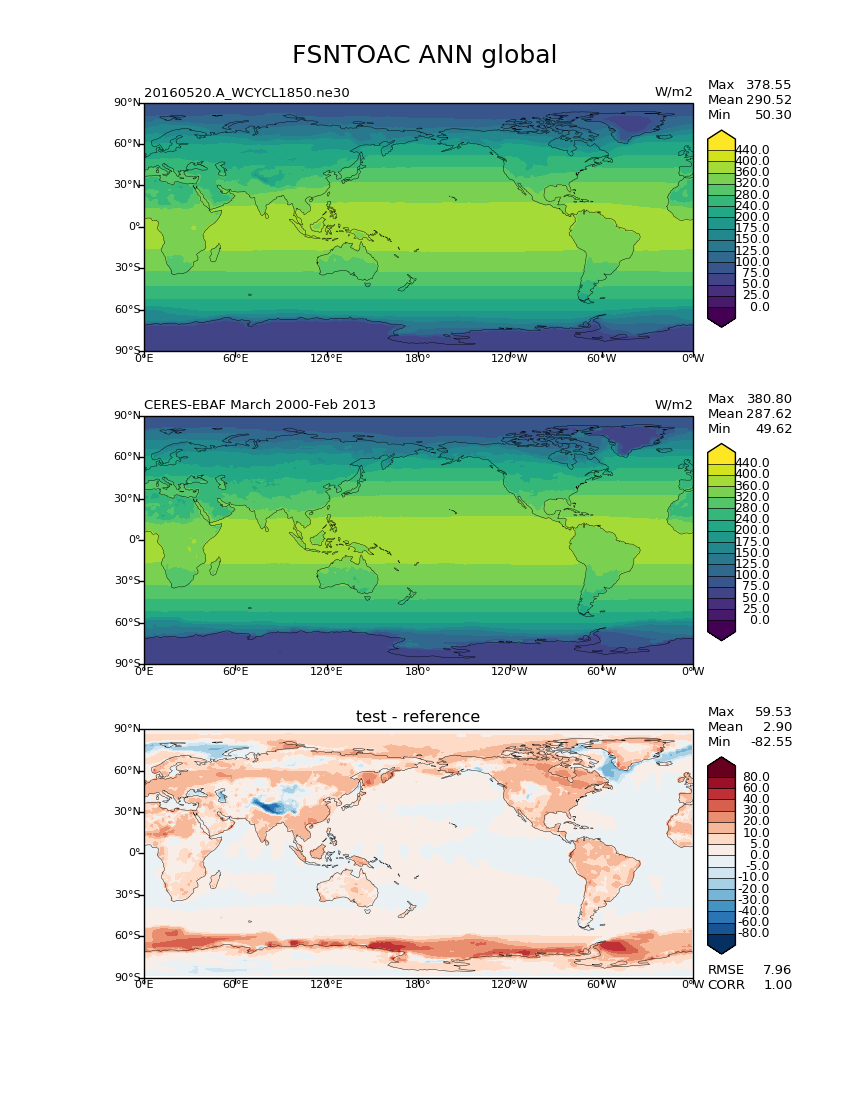 FSNTOAC ANN global
20160520.A_WCYCL1850.ne30 W/m2
Max 378.55
Mean 290.52
Min 50.30
90°N
60°N
30°N
0°
30°S
60°S
90°S
0°E 60°E 120°E 180° 120°W 60°W 0°W
440.0
400.0
360.0
320.0
280.0
240.0
200.0
175.0
150.0
125.0
100.0
75.0
50.0
25.0
0.0
CERES-EBAF March 2000-Feb 2013 W/m2
Max 380.80
Mean 287.62
Min 49.62
90°N
60°N
30°N
0°
30°S
60°S
90°S
0°E 60°E 120°E 180° 120°W 60°W 0°W
440.0
400.0
360.0
320.0
280.0
240.0
200.0
175.0
150.0
125.0
100.0
75.0
50.0
25.0
0.0
test - reference
Max 59.53
Mean 2.90
Min -82.55
90°N
60°N
30°N
0°
30°S
60°S
90°S
0°E 60°E 120°E 180° 120°W 60°W 0°W
80.0
60.0
40.0
30.0
20.0
10.0
5.0
0.0
-5.0
-10.0
-20.0
-30.0
-40.0
-60.0
-80.0
RMSE 7.96
CORR 1.00